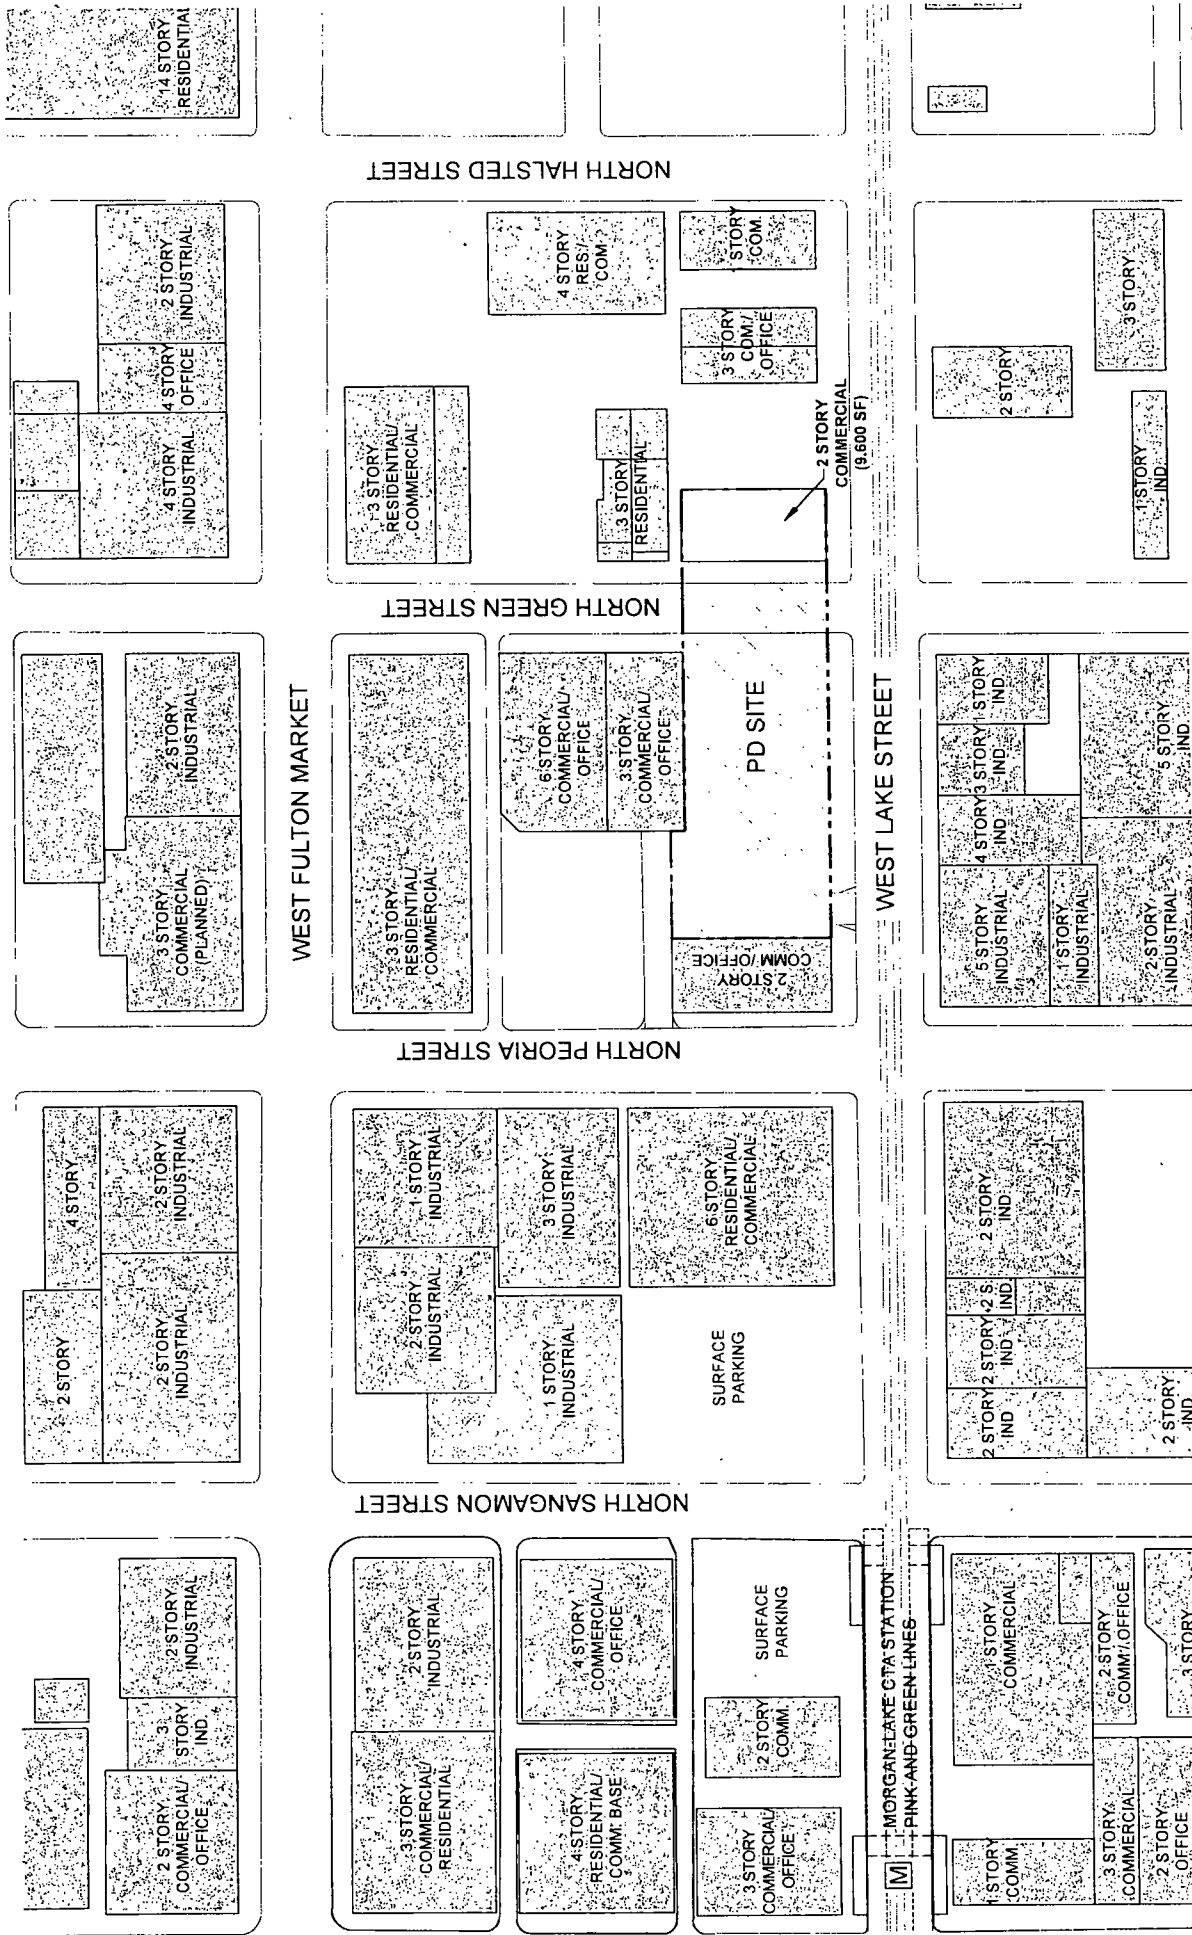 14 STORY
RESIDENTIAL
NORTH HALSTED STREET
2 STORY
INDUSTRIAL
4 STORY
OFFICE
4 STORY
INDUSTRIAL
4 STORY
RES./
COM.
STORY
COM.
3 STORY
COM./
OFFICE
3 STORY
RESIDENTIAL/
COMMERCIAL
3 STORY
RESIDENTIAL
2 STORY
COMMERCIAL
(9,600 SF)
3 STORY
2 STORY
1 STORY
IND.
NORTH GREEN STREET
2 STORY
INDUSTRIAL
3 STORY
COMMERCIAL
(PLANNED)
WEST FULTON MARKET
3 STORY
RESIDENTIAL/
COMMERCIAL
6 STORY
COMMERCIAL/
OFFICE
3 STORY
COMMERCIAL/
OFFICE
PD SITE
2 STORY
COMM/OFFICE
WEST LAKE STREET
1 STORY
IND.
3 STORY
IND.
4 STORY
IND.
5 STORY
IND.
5 STORY
INDUSTRIAL
1 STORY
INDUSTRIAL
2 STORY
INDUSTRIAL
NORTH PEORIA STREET
4 STORY
2 STORY
INDUSTRIAL
2 STORY
2 STORY
INDUSTRIAL
1 STORY
INDUSTRIAL
3 STORY
INDUSTRIAL
6 STORY
RESIDENTIAL/
COMMERCIAL
2 STORY
INDUSTRIAL
1 STORY
INDUSTRIAL
SURFACE
PARKING
2 STORY
IND.
2 S.
IND.
2 STORY
IND.
2 STORY
IND
2 STORY
IND.
NORTH SANGAMON STREET
2 STORY
INDUSTRIAL
3
STORY
IND.
2 STORY
COMMERCIAL/
OFFICE
2 STORY
INDUSTRIAL
3 STORY
COMMERCIAL/
RESIDENTIAL
4 STORY
COMMERCIAL/
OFFICE
4 STORY
RESIDENTIAL/
COMM. BASE
SURFACE
PARKING
2 STORY
COMM.
3 STORY
COMMERCIAL/
OFFICE
MORGAN-LAKE CTA STATION
PINK AND GREEN LINES
M
1 STORY
COMMERCIAL
2 STORY
COMM./OFFICE
3 STORY
1 STORY
COMM.
3 STORY
COMMERCIAL
2 STORY
OFFICE